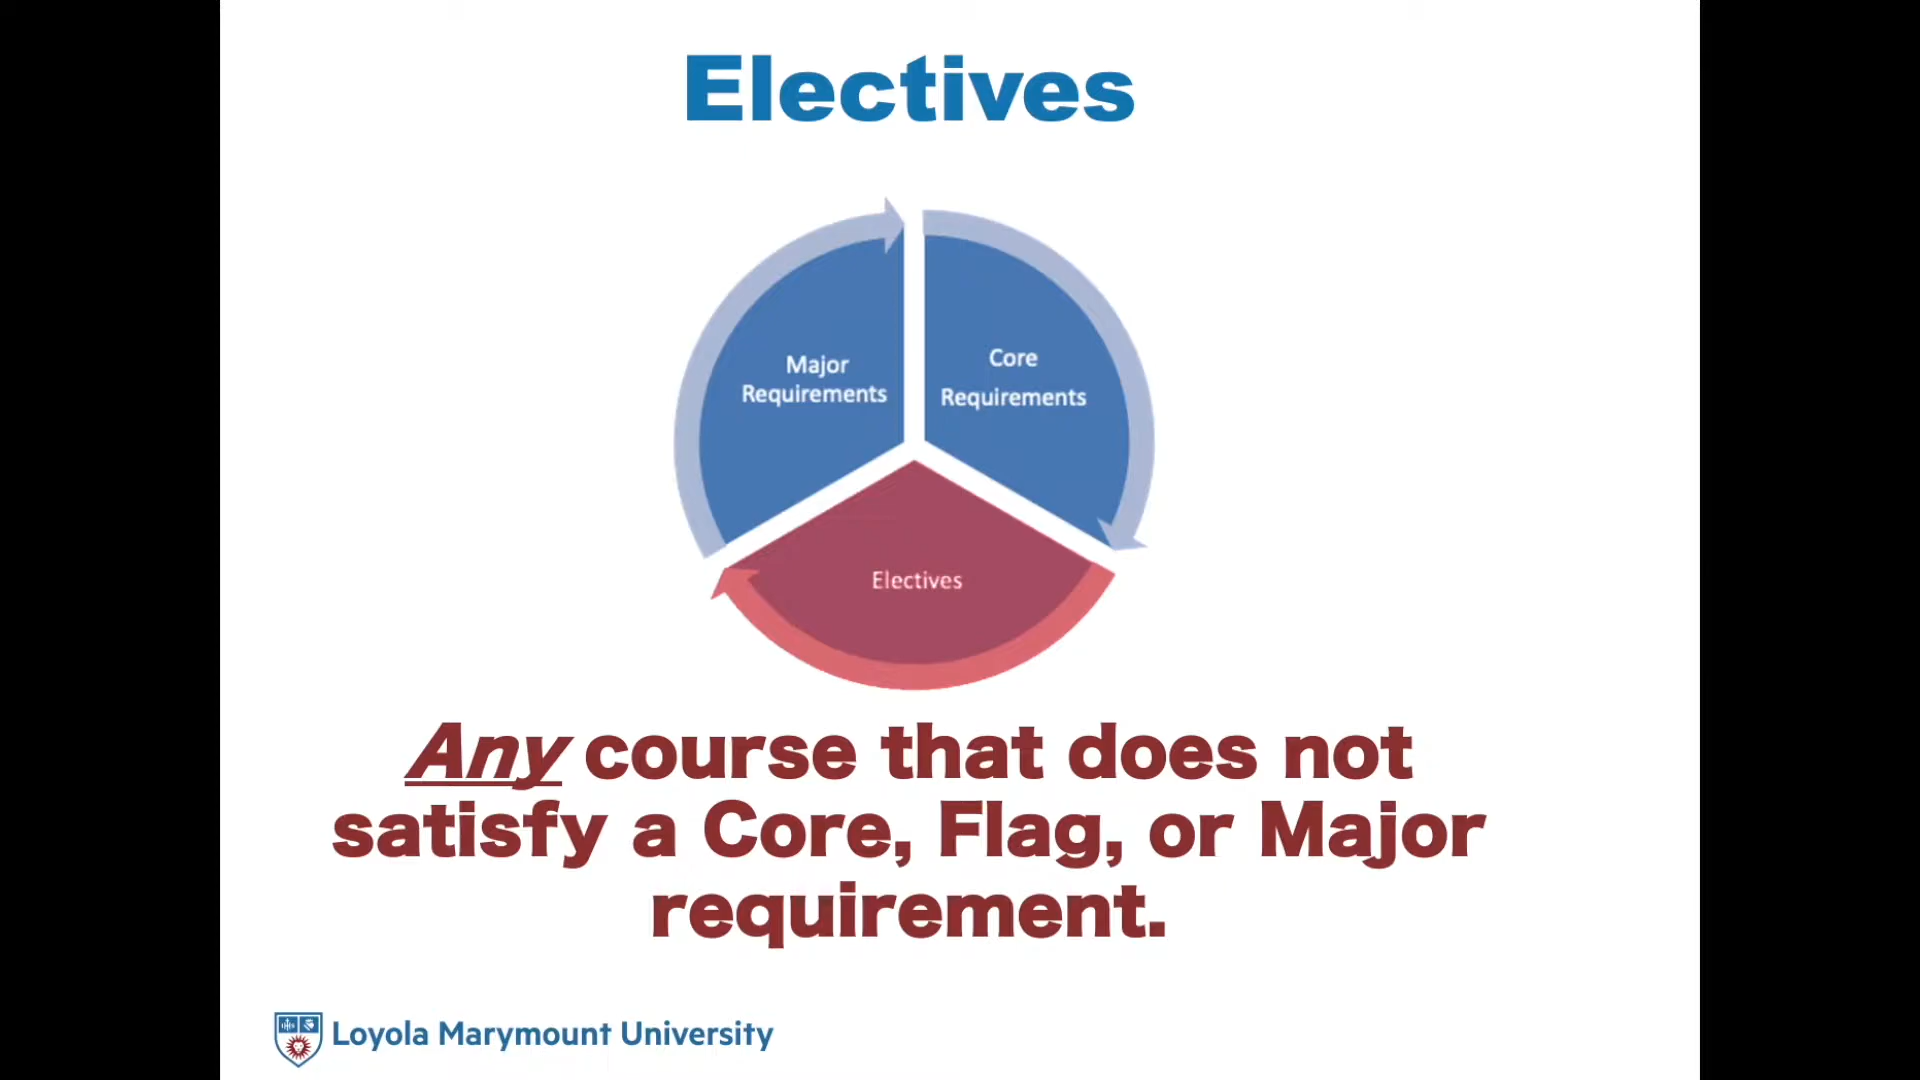 Electives
Major
Requirements
Core
Requirements
Electives
Any course that does not
satisfy a Core, Flag, or Major
requirement.
Loyola Marymount University